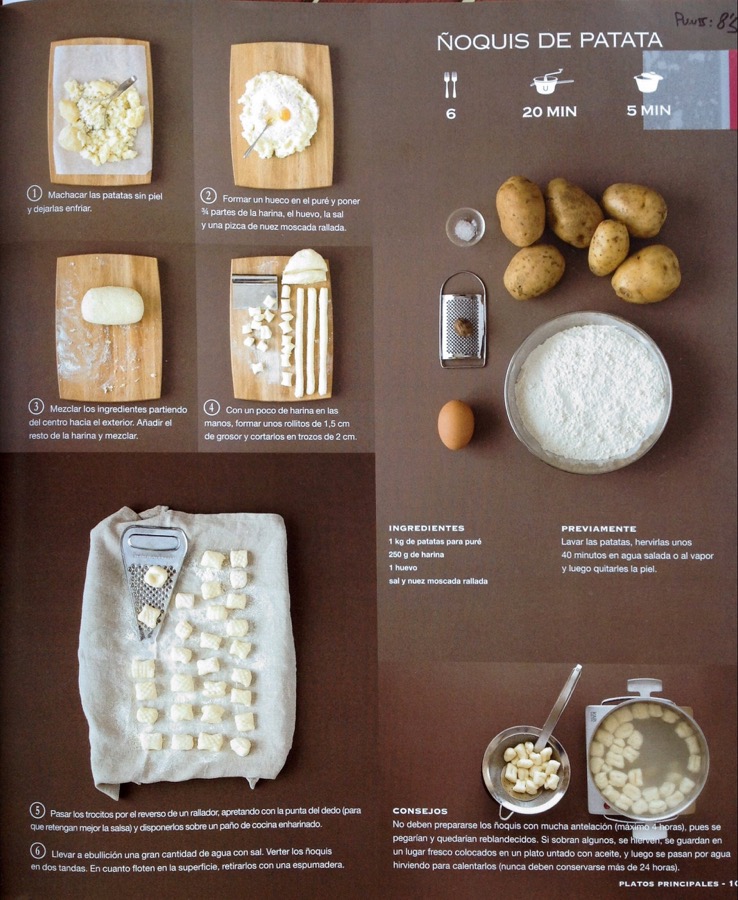 ÑOQUIS DE PATATA
6
20 MIN
5 MIN
① Machacar las patatas sin piel
y dejarlas enfriar.
② Formar un hueco en el puré y poner
¾ partes de la harina, el huevo, la sal
y una pizca de nuez moscada rallada.
③ Mezclar los ingredientes partiendo
del centro hacia el exterior. Añadir el
resto de la harina y mezclar.
④ Con un poco de harina en las
manos, formar unos rollitos de 1,5 cm
de grosor y cortarlos en trozos de 2 cm.
INGREDIENTES
1 kg de patatas para puré
250 g de harina
1 huevo
sal y nuez moscada rallada
PREVIAMENTE
Lavar las patatas, hervirlas unos
40 minutos en agua salada o al vapor
y luego quitarles la piel.
⑤ Pasar los trocitos por el reverso de un rallador, apretando con la punta del dedo (para
que retengan mejor la salsa) y disponerlos sobre un paño de cocina enharinado.
⑥ Llevar a ebullición una gran cantidad de agua con sal. Verter los ñoquis
en dos tandas. En cuanto floten en la superficie, retirarlos con una espumadera.
CONSEJOS
No deben prepararse los ñoquis con mucha antelación (máximo 4 horas), pues se
pegarían y quedarían reblandecidos. Si sobran algunos, se hierven, se guardan en
un lugar fresco colocados en un plato untado con aceite, y luego se pasan por agua
hirviendo para calentarlos (nunca deben conservarse más de 24 horas).
PLATOS PRINCIPALES - 10